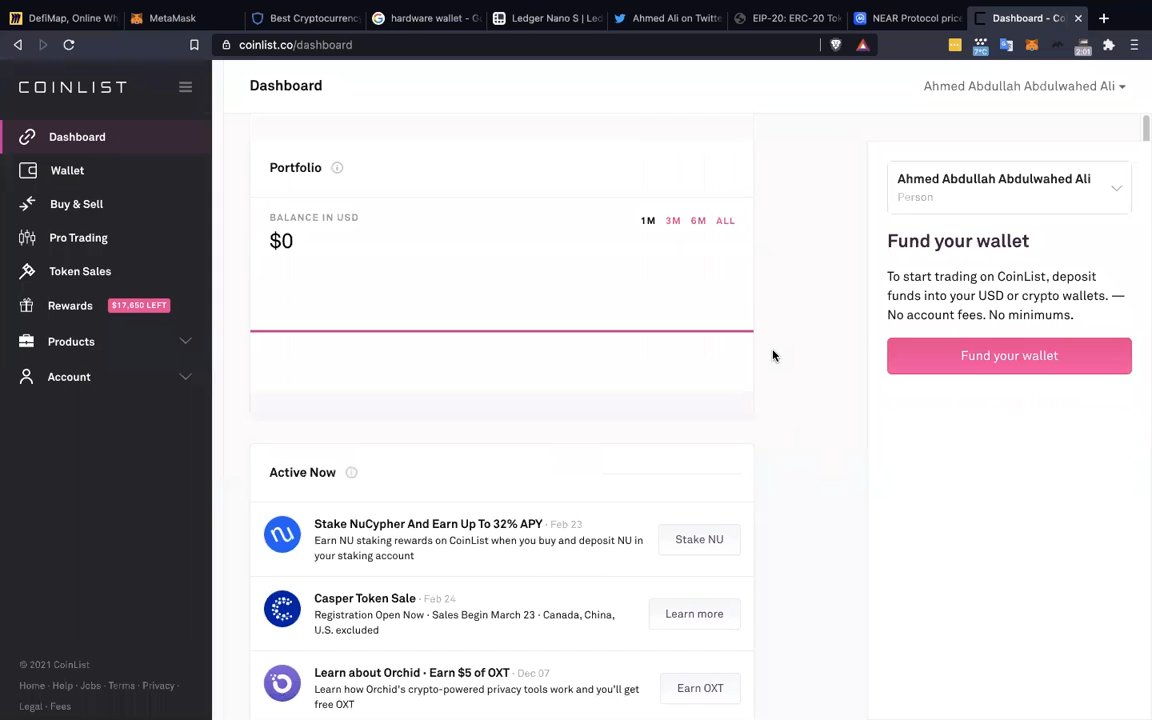 DefiMap, Online Wh
MetaMask
Best Cryptocurrenc
hardware wallet - G
Ledger Nano S | Led
Ahmed Ali on Twitte
EIP-20: ERC-20 Tok
NEAR Protocol price
Dashboard - Co
coinlist.co/dashboard
7°C
2:01
COINLIST
Dashboard
Wallet
Buy & Sell
Pro Trading
Token Sales
Rewards $17,650 LEFT
Products
Account
© 2021 CoinList
Home · Help · Jobs · Terms · Privacy ·
Legal · Fees
Dashboard
Ahmed Abdullah Abdulwahed Ali
Portfolio
BALANCE IN USD
1M 3M 6M ALL
$0
Active Now
Stake NuCypher And Earn Up To 32% APY · Feb 23
Earn NU staking rewards on CoinList when you buy and deposit NU in
your staking account
Stake NU
Casper Token Sale · Feb 24
Registration Open Now · Sales Begin March 23 · Canada, China,
U.S. excluded
Learn more
Learn about Orchid · Earn $5 of OXT · Dec 07
Learn how Orchid's crypto-powered privacy tools work and you'll get
free OXT
Earn OXT
Ahmed Abdullah Abdulwahed Ali
Person
Fund your wallet
To start trading on CoinList, deposit
funds into your USD or crypto wallets. —
No account fees. No minimums.
Fund your wallet